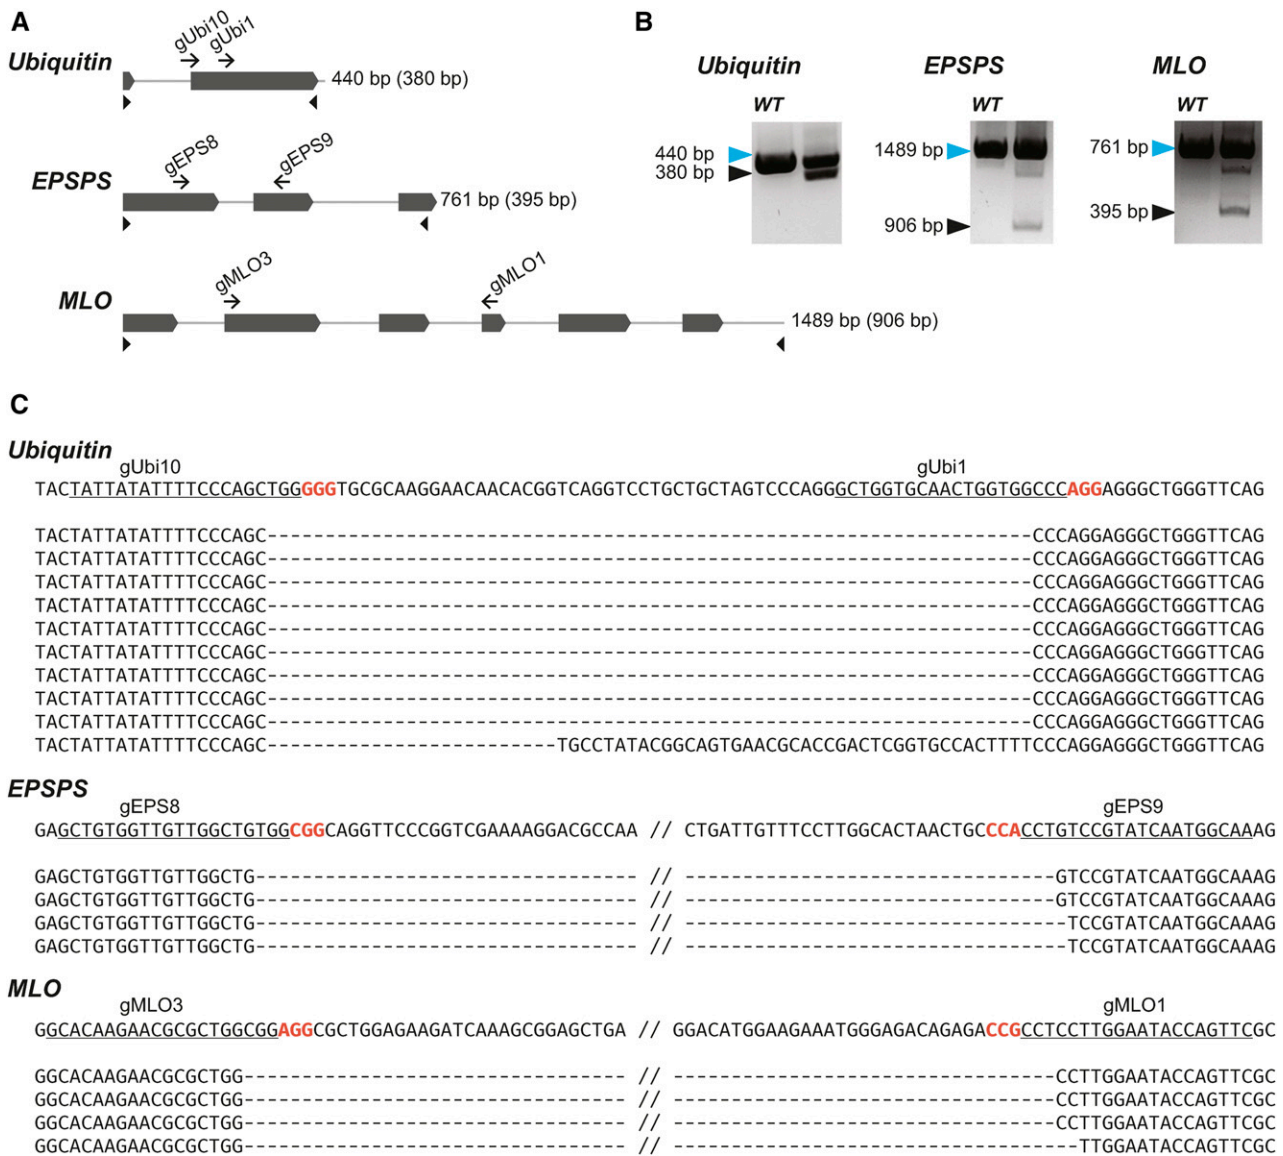 A
Ubiquitin
gUbi10
gUbi1
440 bp (380 bp)
EPSPS
gEPS8
gEPS9
761 bp (395 bp)
MLO
gMLO3
gMLO1
1489 bp (906 bp)
B
Ubiquitin
WT
440 bp
380 bp
EPSPS
WT
1489 bp
906 bp
MLO
WT
761 bp
395 bp
C
Ubiquitin
gUbi10 gUbi1
TACTATTATATTTTCCCAGCTGGGGGTGCGCAAGGAACAACACGGTCAGGTCCTGCTGCTAGTCCCAGGGCTGGTGCAACTGGTGGCCCAGGAGGGCTGGGTTCAG
TACTATTATATTTTCCCAGC------------------------------------------------------------------CCCAGGAGGGCTGGGTTCAG
TACTATTATATTTTCCCAGC------------------------------------------------------------------CCCAGGAGGGCTGGGTTCAG
TACTATTATATTTTCCCAGC------------------------------------------------------------------CCCAGGAGGGCTGGGTTCAG
TACTATTATATTTTCCCAGC------------------------------------------------------------------CCCAGGAGGGCTGGGTTCAG
TACTATTATATTTTCCCAGC------------------------------------------------------------------CCCAGGAGGGCTGGGTTCAG
TACTATTATATTTTCCCAGC------------------------------------------------------------------CCCAGGAGGGCTGGGTTCAG
TACTATTATATTTTCCCAGC------------------------------------------------------------------CCCAGGAGGGCTGGGTTCAG
TACTATTATATTTTCCCAGC------------------------------------------------------------------CCCAGGAGGGCTGGGTTCAG
TACTATTATATTTTCCCAGC------------------------------------------------------------------CCCAGGAGGGCTGGGTTCAG
TACTATTATATTTTCCCAGC-------------------------TGCCTATACGGCAGTGAACGCACCGACTCGGTGCCACTTTTCCCAGGAGGGCTGGGTTCAG
EPSPS
gEPS8 gEPS9
GAGCTGTGGTTGTTGGCTGTGGCGGCAGGTTCCCGGTCGAAAAGGACGCCAA // CTGATTGTTTCCTTGGCACTAACTGCCCACCTGTCCGTATCAATGGCAAAG
GAGCTGTGGTTGTTGGCTG--------------------------------- // --------------------------------GTCCGTATCAATGGCAAAG
GAGCTGTGGTTGTTGGCTG--------------------------------- // --------------------------------GTCCGTATCAATGGCAAAG
GAGCTGTGGTTGTTGGCTG--------------------------------- // ---------------------------------TCCGTATCAATGGCAAAG
GAGCTGTGGTTGTTGGCTG--------------------------------- // ---------------------------------TCCGTATCAATGGCAAAG
MLO
gMLO3 gMLO1
GGCACAAGAACGCGCTGGCGGAGGCGCTGGAGAAGATCAAAGCGGAGCTGA // GGACATGGAAGAAATGGGAGACAGAGACCGCCTCCTTGGAATACCAGTTCGC
GGCACAAGAACGCGCTGG--------------------------------- // ---------------------------------CCTTGGAATACCAGTTCGC
GGCACAAGAACGCGCTGG--------------------------------- // ---------------------------------CCTTGGAATACCAGTTCGC
GGCACAAGAACGCGCTGG--------------------------------- // ---------------------------------CCTTGGAATACCAGTTCGC
GGCACAAGAACGCGCTGG--------------------------------- // -----------------------------------TTGGAATACCAGTTCGC